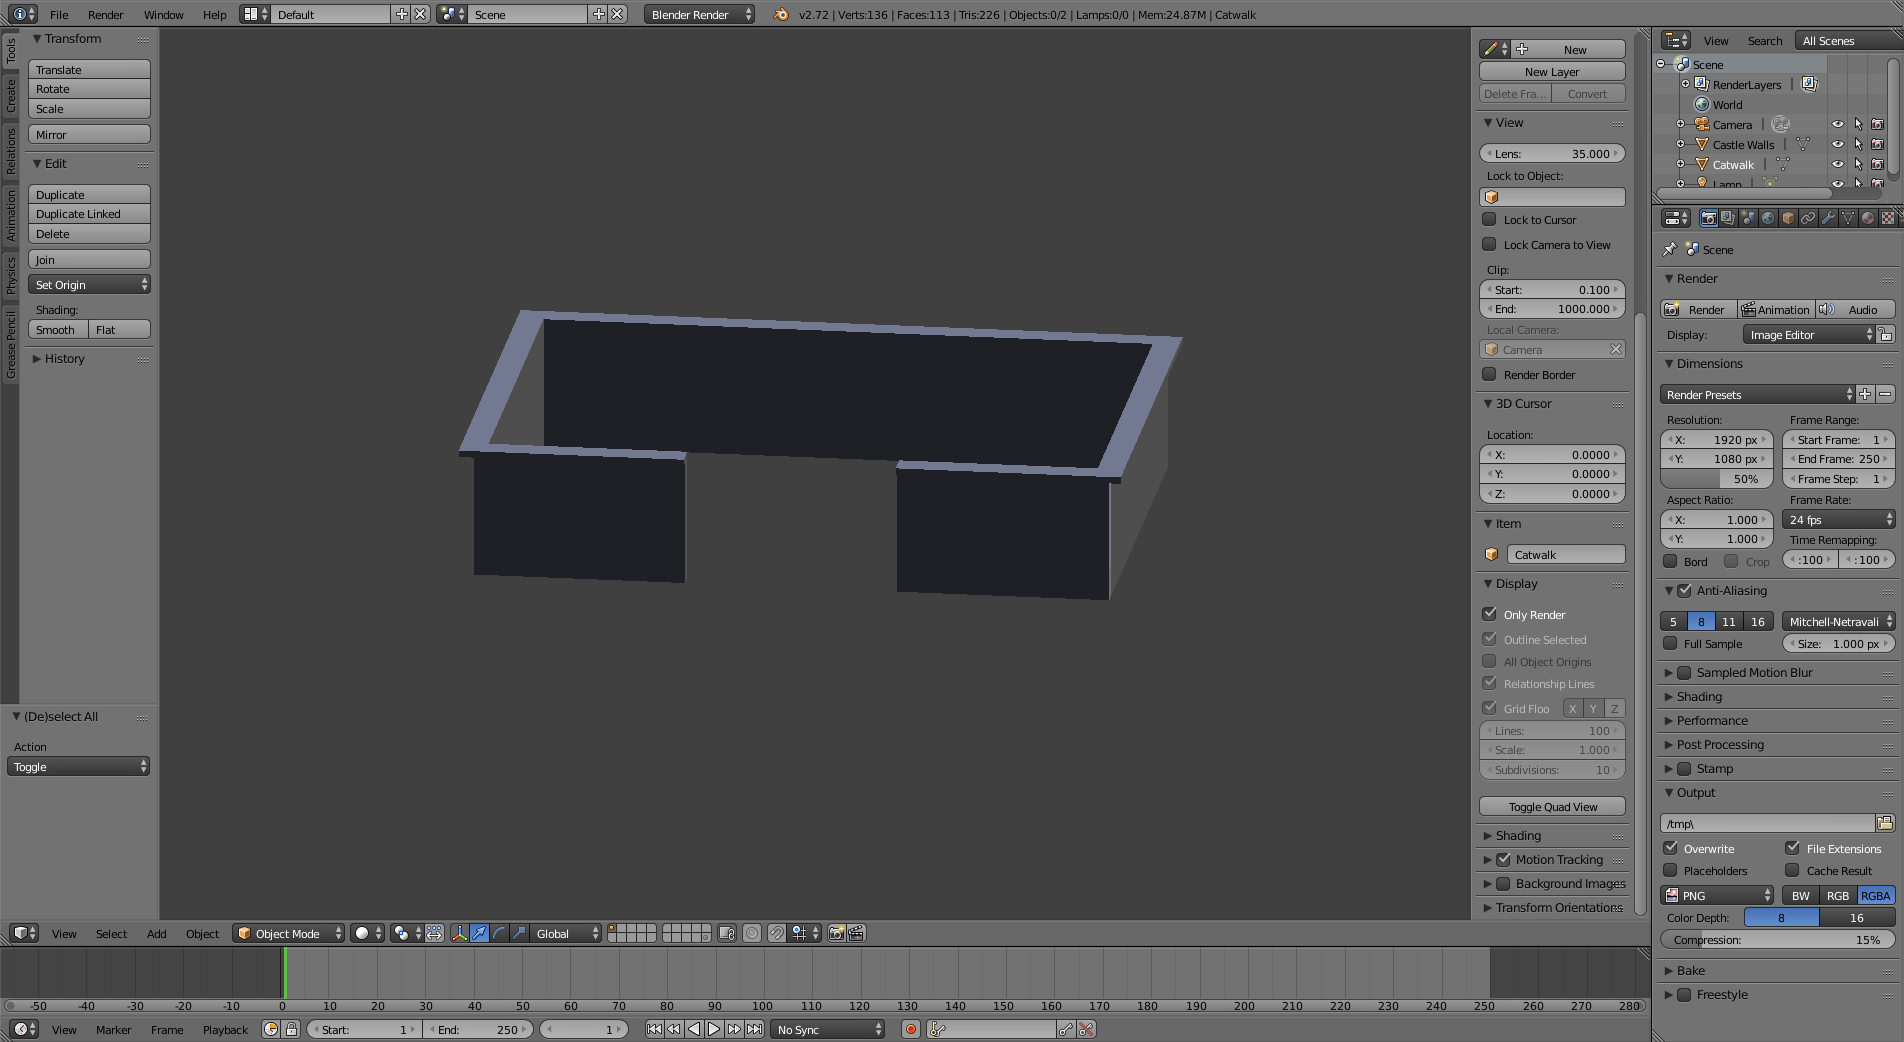 File Render Window Help Default Scene Blender Render v2.72 | Verts:136 | Faces:113 | Tris:226 | Objects:0/2 | Lamps:0/0 | Mem:24.87M | Catwalk
Tools
Create
Relations
Animation
Physics
Grease Pencil
Transform
Translate
Rotate
Scale
Mirror
Edit
Duplicate
Duplicate Linked
Delete
Join
Set Origin
Shading:
Smooth Flat
History
(De)select All
Action
Toggle
New
New Layer
Delete Fra... Convert
View
Lens: 35.000
Lock to Object:
Lock to Cursor
Lock Camera to View
Clip:
Start: 0.100
End: 1000.000
Local Camera:
Camera
Render Border
3D Cursor
Location:
X: 0.0000
Y: 0.0000
Z: 0.0000
Item
Catwalk
Display
Only Render
Outline Selected
All Object Origins
Relationship Lines
Grid Floo X Y Z
Lines: 100
Scale: 1.000
Subdivisions: 10
Toggle Quad View
Shading
Motion Tracking
Background Images
Transform Orientations
View Search All Scenes
Scene
RenderLayers |
World
Camera |
Castle Walls |
Catwalk |
Lamp |
Scene
Render
Render Animation Audio
Display: Image Editor
Dimensions
Render Presets
Resolution: Frame Range:
X: 1920 px Start Frame: 1
Y: 1080 px End Frame: 250
50% Frame Step: 1
Aspect Ratio: Frame Rate:
X: 1.000 24 fps
Y: 1.000 Time Remapping:
Bord Crop :100 :100
Anti-Aliasing
5 8 11 16 Mitchell-Netravali
Full Sample Size: 1.000 px
Sampled Motion Blur
Shading
Performance
Post Processing
Stamp
Output
/tmp\
Overwrite File Extensions
Placeholders Cache Result
PNG BW RGB RGBA
Color Depth: 8 16
Compression: 15%
Bake
Freestyle
View Select Add Object Object Mode Global
-50 -40 -30 -20 -10 0 10 20 30 40 50 60 70 80 90 100 110 120 130 140 150 160 170 180 190 200 210 220 230 240 250 260 270 280
View Marker Frame Playback Start: 1 End: 250 1 No Sync